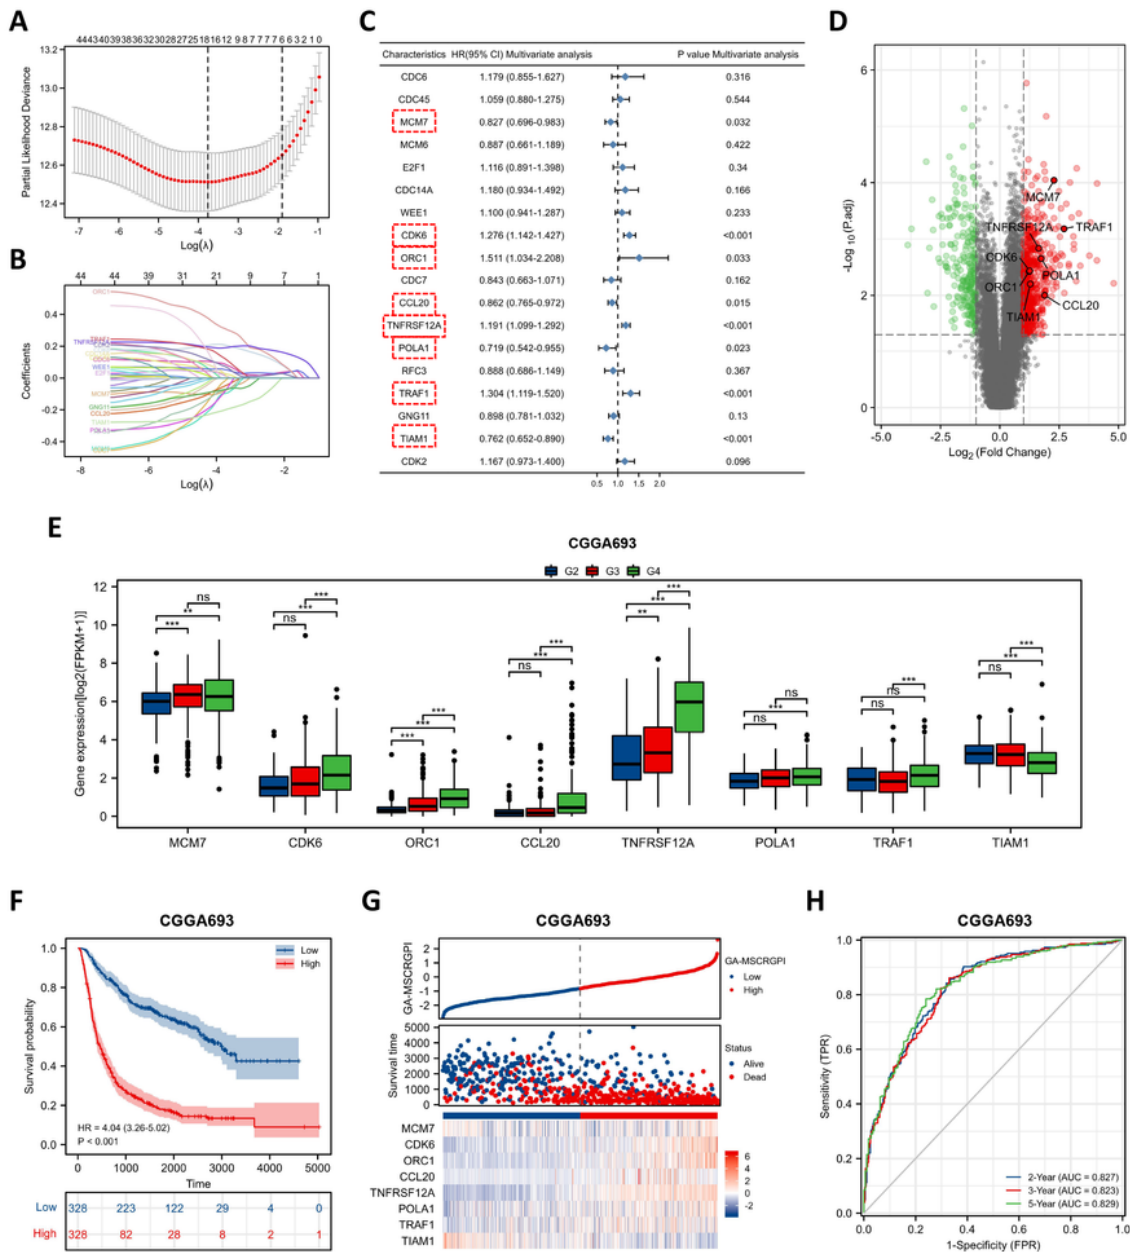 A
444340393836323028272518161298777663210
13.2
13.0
12.8
12.6
12.4
Partial Likelihood Deviance
-7 -6 -5 -4 -3 -2 -1
Log(λ)
B
44 44 39 31 21 9 7 1
ORC1
WEE1
MCM7
GNG11
CCL20
TIAM1
POLA1
0.4
0.2
0.0
-0.2
-0.4
Coefficients
-8 -6 -4 -2
Log(λ)
C
Characteristics HR(95% CI) Multivariate analysis P value Multivariate analysis
CDC6 1.179 (0.855-1.627) 0.316
CDC45 1.059 (0.880-1.275) 0.544
MCM7 0.827 (0.696-0.983) 0.032
MCM6 0.887 (0.661-1.189) 0.422
E2F1 1.116 (0.891-1.398) 0.34
CDC14A 1.180 (0.934-1.492) 0.166
WEE1 1.100 (0.941-1.287) 0.233
CDK6 1.276 (1.142-1.427) <0.001
ORC1 1.511 (1.034-2.208) 0.033
CDC7 0.843 (0.663-1.071) 0.162
CCL20 0.862 (0.765-0.972) 0.015
TNFRSF12A 1.191 (1.099-1.292) <0.001
POLA1 0.719 (0.542-0.955) 0.023
RFC3 0.888 (0.686-1.149) 0.367
TRAF1 1.304 (1.119-1.520) <0.001
GNG11 0.898 (0.781-1.032) 0.13
TIAM1 0.762 (0.652-0.890) <0.001
CDK2 1.167 (0.973-1.400) 0.096
0.5 1.0 1.5 2.0
D
6
4
2
0
-Log 10 (P.adj)
MCM7
TNFRSF12A TRAF1
CDK6
POLA1
ORC1
CCL20
TIAM1
-5.0 -2.5 0.0 2.5 5.0
Log2 (Fold Change)
E
CGGA693
G2 G3 G4
12
10
8
6
4
2
0
Gene expression[log2(FPKM+1)]
ns ** ***
*** *** ns
*** *** ***
*** *** ns
*** *** **
ns *** ns
*** ns ns
*** *** ns
MCM7 CDK6 ORC1 CCL20 TNFRSF12A POLA1 TRAF1 TIAM1
F
CGGA693
Low
High
1.0
0.8
0.6
0.4
0.2
0.0
Survival probability
HR = 4.04 (3.26-5.02)
P < 0.001
0 1000 2000 3000 4000 5000
Time
Low 328 223 122 29 4 0
High 328 82 28 8 2 1
G
CGGA693
2
1
0
-1
-2
GA-MSCRGPI
GA-MSCRGPI
Low
High
5000
4000
3000
2000
1000
0
Survival time
Status
Alive
Dead
MCM7
CDK6
ORC1
CCL20
TNFRSF12A
POLA1
TRAF1
TIAM1
6
4
2
0
-2
H
CGGA693
1.0
0.8
0.6
0.4
0.2
0.0
Sensitivity (TPR)
2-Year (AUC = 0.827)
3-Year (AUC = 0.823)
5-Year (AUC = 0.829)
0.0 0.2 0.4 0.6 0.8 1.0
1-Specificity (FPR)